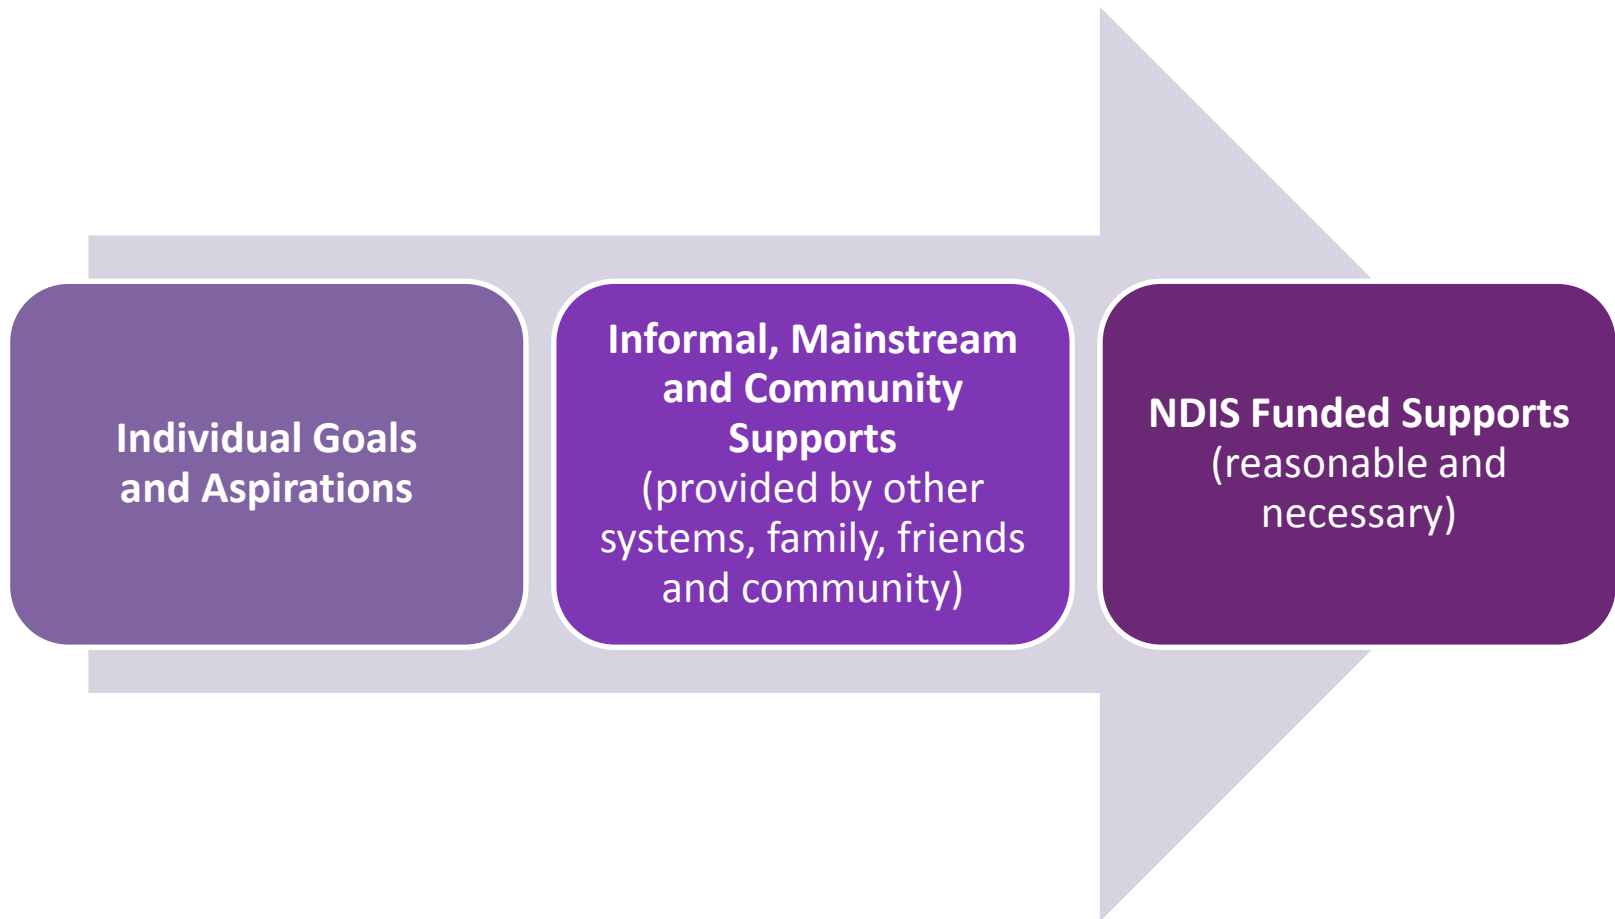 Individual Goals
and Aspirations
Informal, Mainstream
and Community
Supports
(provided by other
systems, family, friends
and community)
NDIS Funded Supports
(reasonable and
necessary)